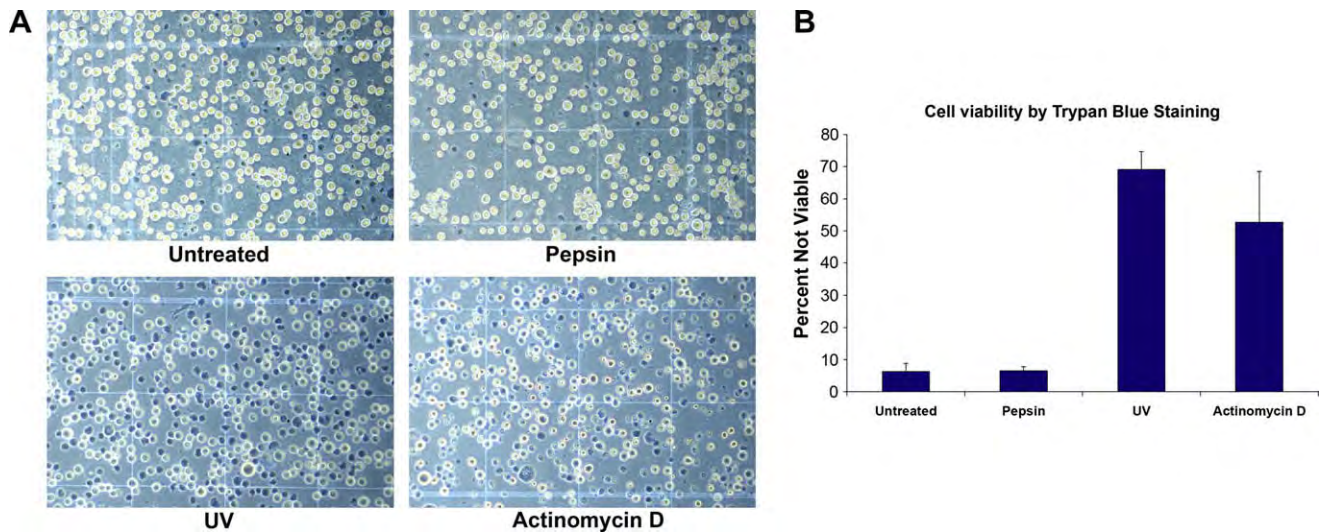 A
Untreated
Pepsin
UV
Actinomycin D
B
Cell viability by Trypan Blue Staining
Percent Not Viable
80
70
60
50
40
30
20
10
0
Untreated
Pepsin
UV
Actinomycin D